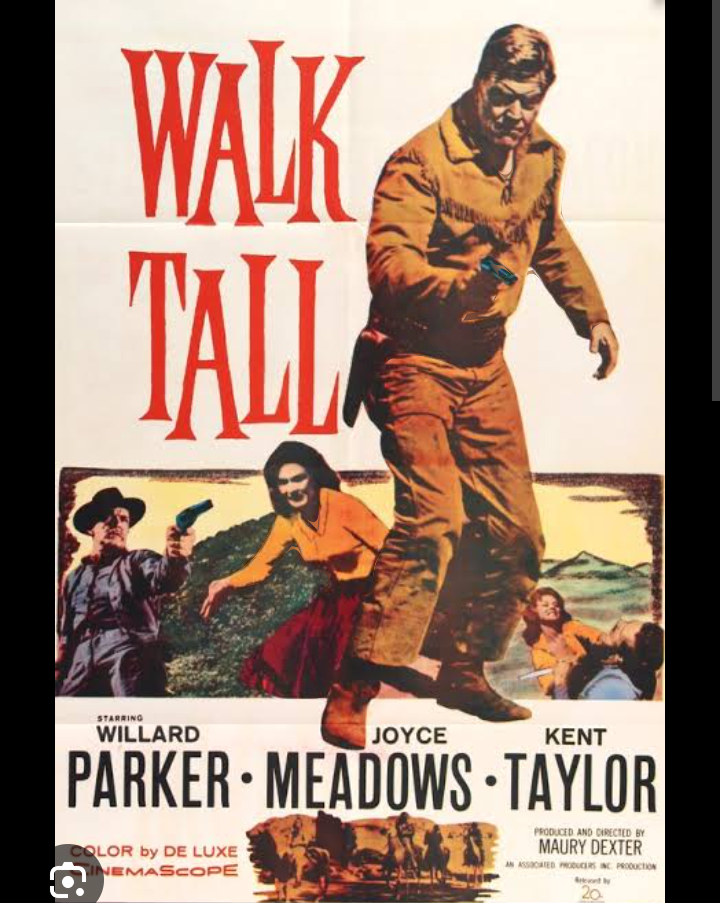 WALK
TALL
STARRING
WILLARD JOYCE KENT
PARKER · MEADOWS · TAYLOR
COLOR by DE LUXE
CINEMASCOPE
PRODUCED AND DIRECTED BY
MAURY DEXTER
AN ASSOCIATED PRODUCERS INC. PRODUCTION
Released by
20